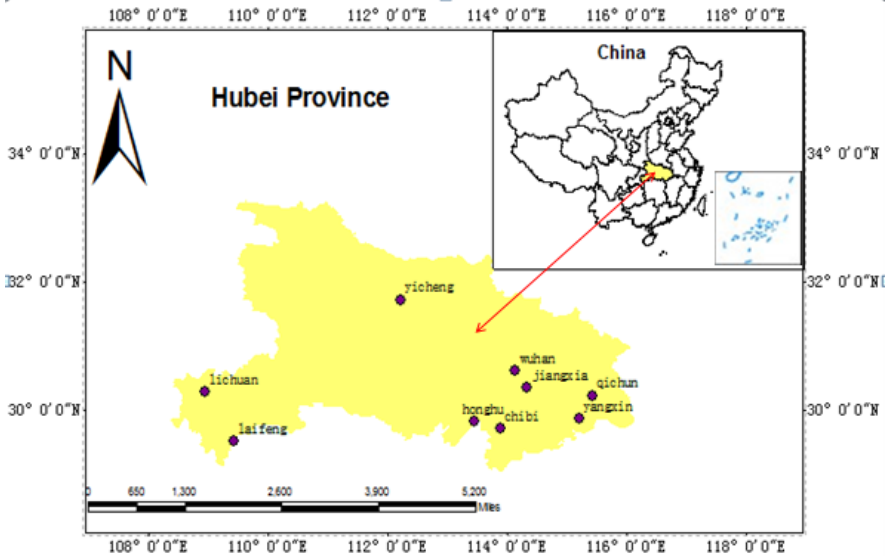 108° 0′0″E 110° 0′0″E 112° 0′0″E 114° 0′0″E 116° 0′0″E 118° 0′0″E
China
N
Hubei Province
34° 0′0″N 34° 0′0″N
32° 0′0″N 32° 0′0″N
yicheng
wuhan
jiangxia
lichuan
qichun
honghu
chibi
yangxin
30° 0′0″N 30° 0′0″N
laifeng
0 650 1,300 2,600 3,900 5,200
Miles
108° 0′0″E 110° 0′0″E 112° 0′0″E 114° 0′0″E 116° 0′0″E 118° 0′0″E